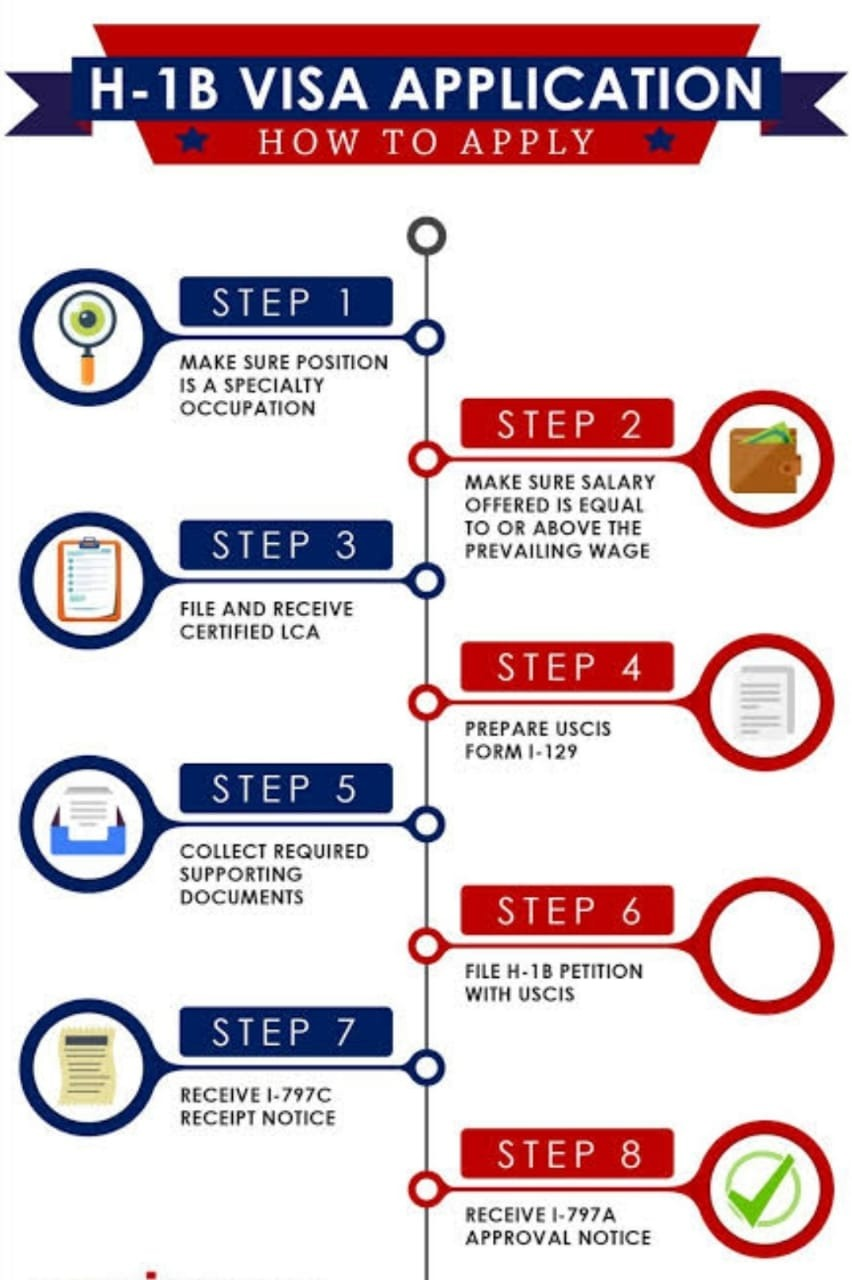 H-1B VISA APPLICATION
HOW TO APPLY
STEP 1
MAKE SURE POSITION
IS A SPECIALTY
OCCUPATION
STEP 2
MAKE SURE SALARY
OFFERED IS EQUAL
TO OR ABOVE THE
PREVAILING WAGE
STEP 3
FILE AND RECEIVE
CERTIFIED LCA
STEP 4
PREPARE USCIS
FORM I-129
STEP 5
COLLECT REQUIRED
SUPPORTING
DOCUMENTS
STEP 6
FILE H-1B PETITION
WITH USCIS
STEP 7
RECEIVE I-797C
RECEIPT NOTICE
STEP 8
RECEIVE I-797A
APPROVAL NOTICE